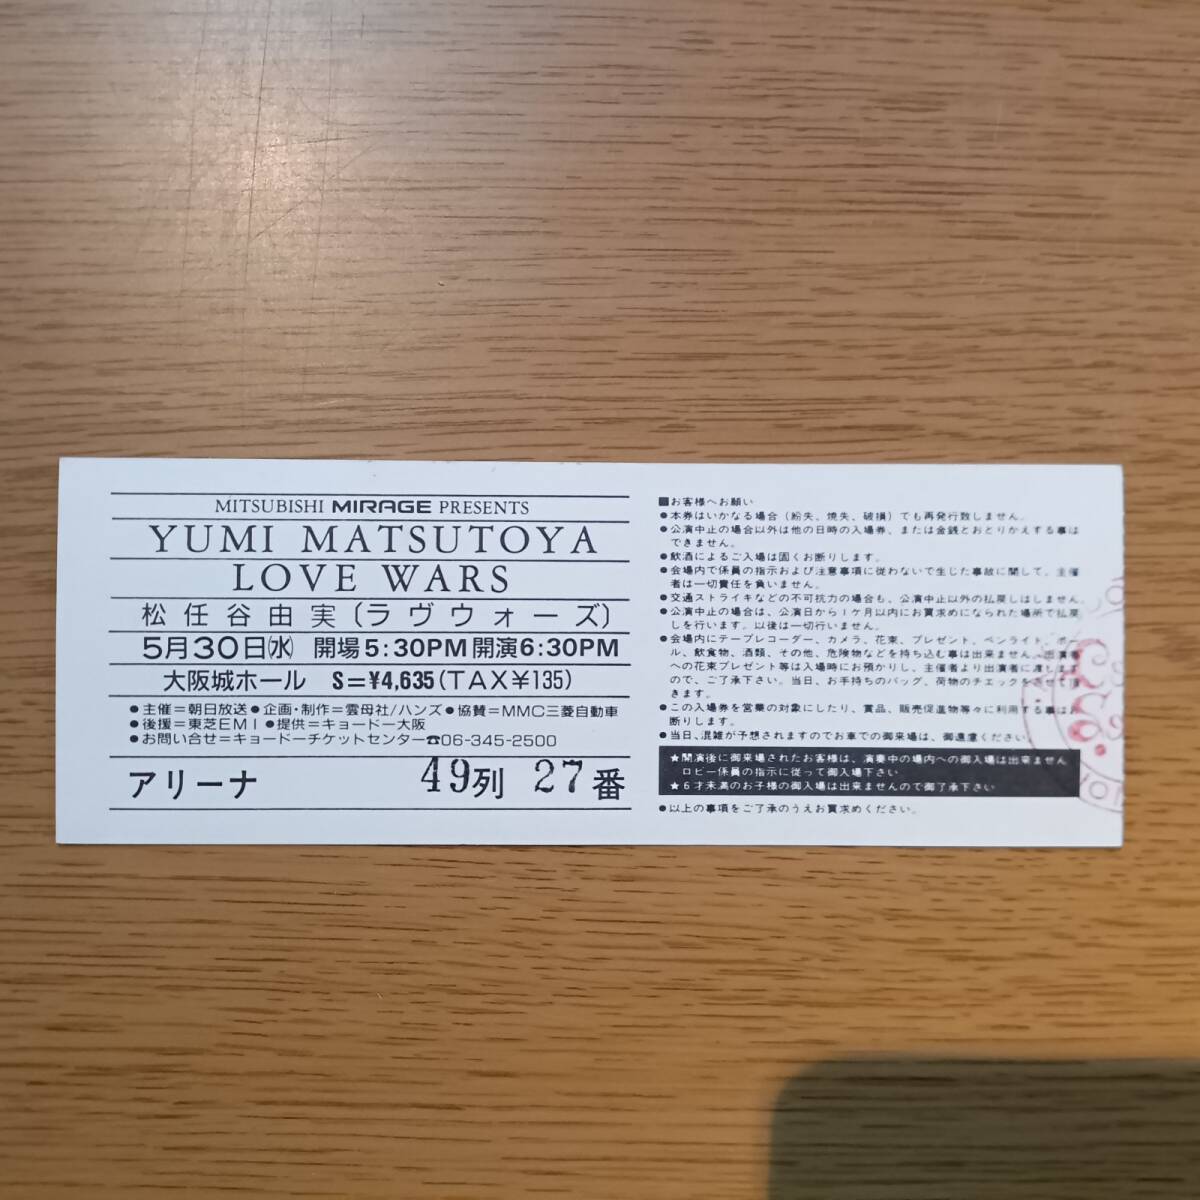 MITSUBISHI MIRAGE PRESENTS
YUMI MATSUTOYA
LOVE WARS
松任谷由実(ラヴウォーズ)
5月30日(水) 開場5:30PM開演6:30PM
大阪城ホール S=¥4,635(TAX¥135)
●主催=朝日放送●企画・制作=雲母社/ハンズ●協賛=MMC三菱自動車
●後援=東芝EMI●提供=キョードー大阪
●お問い合せ=キョードーチケットセンター☎06-345-2500
アリーナ 49列 27番
■お客様へお願い
●本券はいかなる場合(紛失、焼失、破損)でも再発行致しません。
●公演中止の場合以外は他の日時の入場券、または金銭とおとりかえする事は
できません。
●飲酒によるご入場は固くお断りします。
●会場内で係員の指示および注意事項に従わないで生じた事故に関して、主催
者は一切責任を負いません。
●交通ストライキなどの不可抗力の場合も、公演中止以外の払戻しはしません。
●公演中止の場合は、公演日から1ケ月以内にお買求めになられた場所で払戻
しを行います。以後は一切行いません。
●会場内にテープレコーダー、カメラ、花束、プレゼント、ペンライト、ボー
ル、飲食物、酒類、その他、危険物などを持ち込む事は出来ません。出演者
への花束プレゼント等は入場時にお預かりし、主催者より出演者に渡します
ので、ご了承下さい。当日、お手持ちのバッグ、荷物のチェックをさせて頂
きます。
●この入場券を営業の対象にしたり、賞品、販売促進物等々に利用する事はお
断りします。
●当日、混雑が予想されますのでお車での御来場は、御遠慮ください。
★開演後に御来場されたお客様は、演奏中の場内への御入場は出来ません
ロビー係員の指示に従って御入場下さい
★6才未満のお子様の御入場は出来ませんので御了承下さい
●以上の事項をご了承のうえお買求めください。